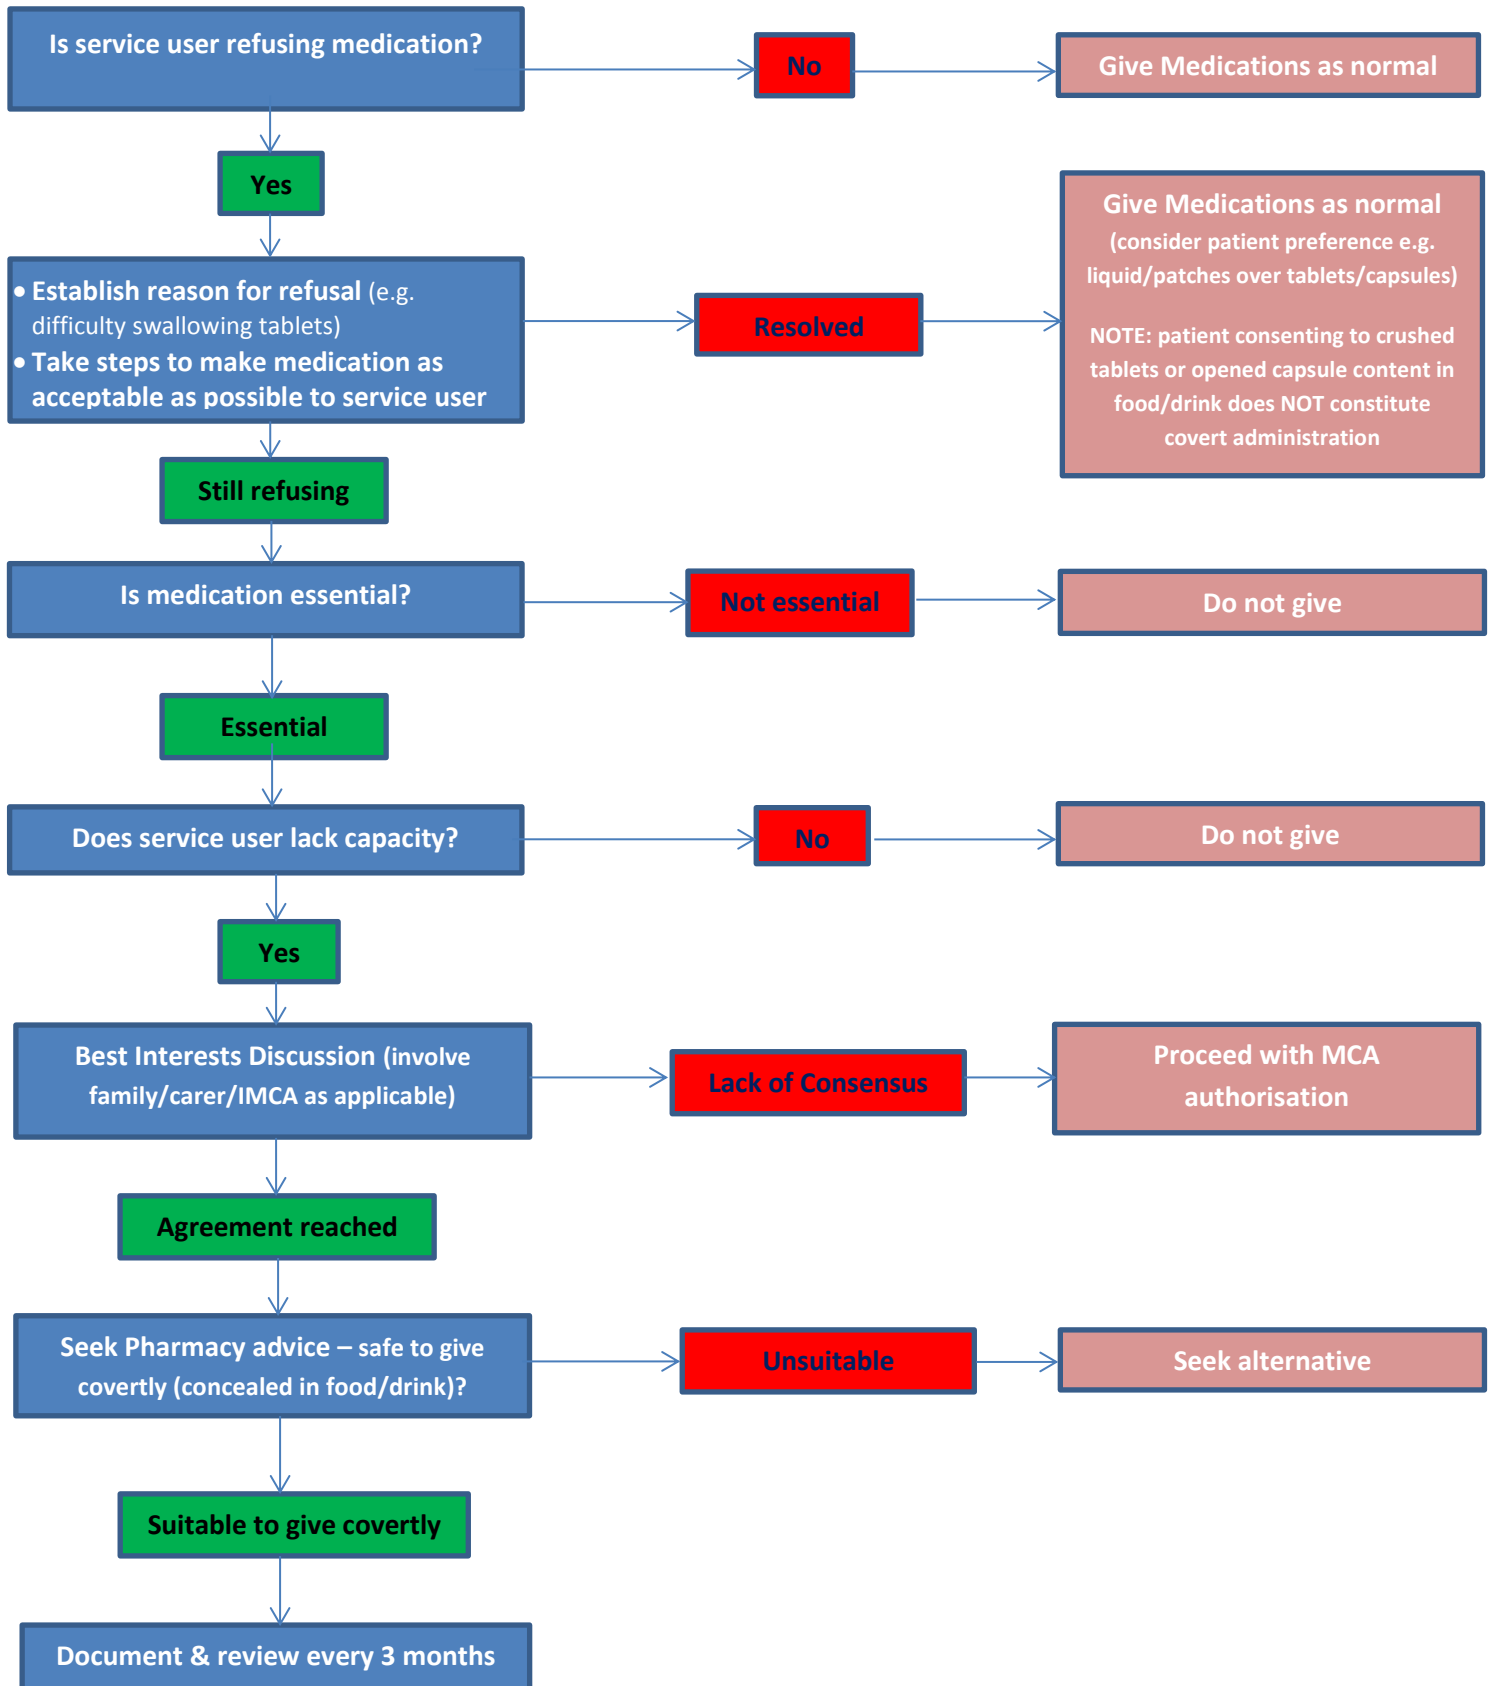 Is service user refusing medication?
No
Give Medications as normal
Yes
• Establish reason for refusal (e.g.
difficulty swallowing tablets)
• Take steps to make medication as
acceptable as possible to service user
Resolved
Give Medications as normal
(consider patient preference e.g.
liquid/patches over tablets/capsules)
NOTE: patient consenting to crushed
tablets or opened capsule content in
food/drink does NOT constitute
covert administration
Still refusing
Is medication essential?
Not essential
Do not give
Essential
Does service user lack capacity?
No
Do not give
Yes
Best Interests Discussion (involve
family/carer/IMCA as applicable)
Lack of Consensus
Proceed with MCA
authorisation
Agreement reached
Seek Pharmacy advice – safe to give
covertly (concealed in food/drink)?
Unsuitable
Seek alternative
Suitable to give covertly
Document & review every 3 months